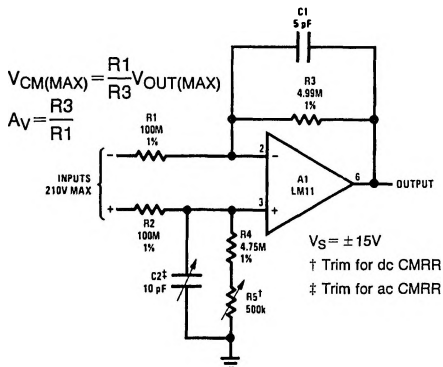 C1
5 pF
V_CM(MAX) = R1/R3 V_OUT(MAX)
R3
4.99M
1%
A_V = R3/R1
R1
100M
1%
2
−
−
INPUTS
210V MAX
A1
LM11
6
OUTPUT
+
3
+
R2
100M
1%
R4
4.75M
1%
V_S = ±15V
† Trim for dc CMRR
‡ Trim for ac CMRR
C2‡
10 pF
R5†
500k